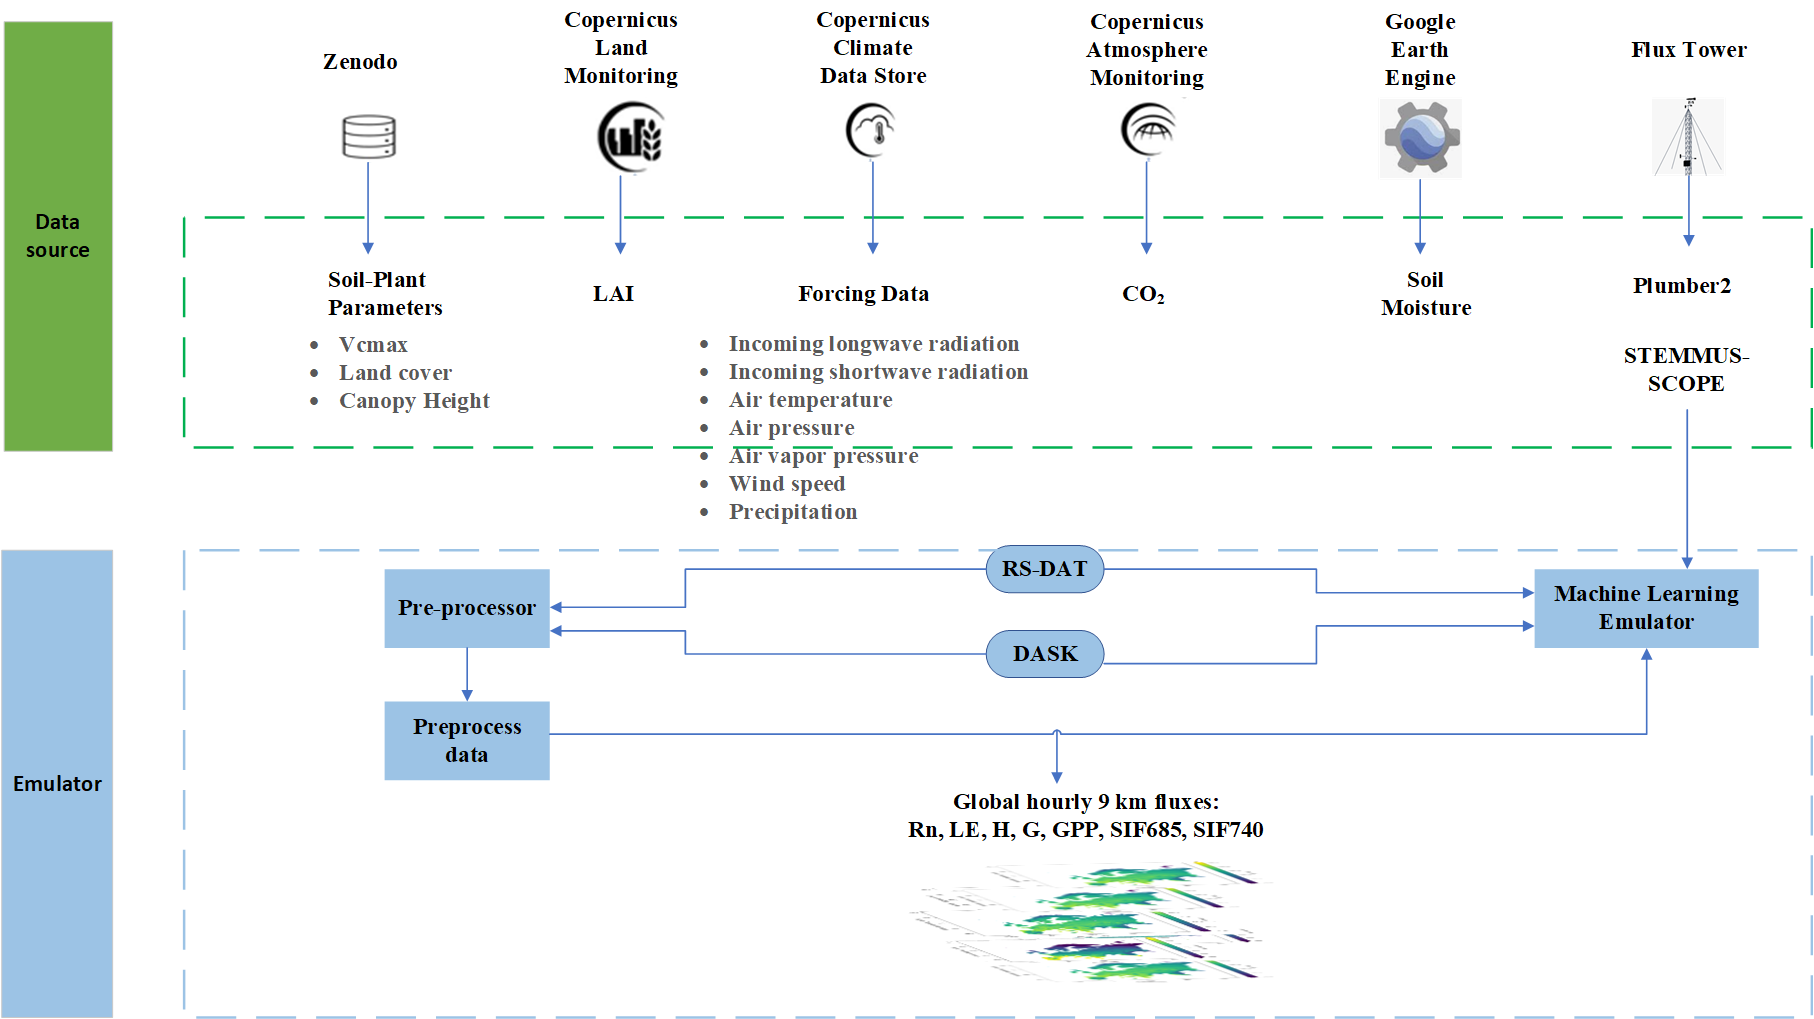 Data
source
Zenodo
Copernicus
Land
Monitoring
Copernicus
Climate
Data Store
Copernicus
Atmosphere
Monitoring
Google
Earth
Engine
Flux Tower
Soil-Plant
Parameters
• Vcmax
• Land cover
• Canopy Height
LAI
Forcing Data
• Incoming longwave radiation
• Incoming shortwave radiation
• Air temperature
• Air pressure
• Air vapor pressure
• Wind speed
• Precipitation
CO₂
Soil
Moisture
Plumber2
STEMMUS-
SCOPE
Emulator
Pre-processor
RS-DAT
DASK
Machine Learning
Emulator
Preprocess
data
Global hourly 9 km fluxes:
Rn, LE, H, G, GPP, SIF685, SIF740